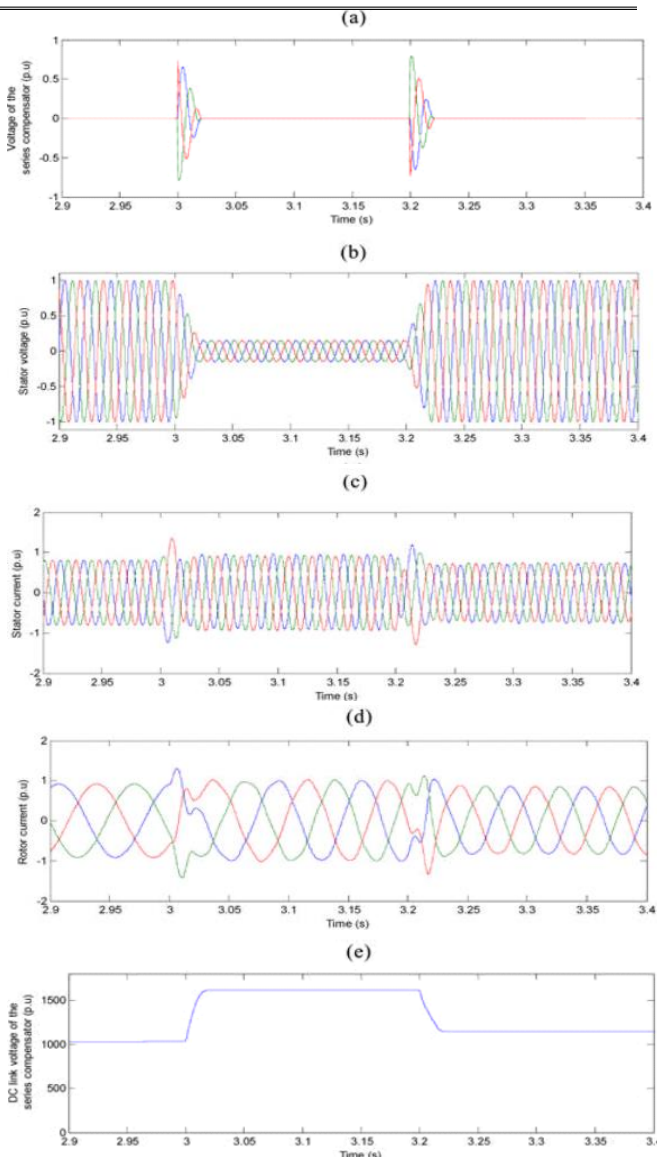 (a)
Voltage of the
series compensator (p.u)
1
0.5
0
-0.5
-1
2.9 2.95 3 3.05 3.1 3.15 3.2 3.25 3.3 3.35 3.4
Time (s)
(b)
Stator voltage (p.u)
1
0.5
0
-0.5
-1
2.9 2.95 3 3.05 3.1 3.15 3.2 3.25 3.3 3.35 3.4
Time (s)
(c)
Stator current (p.u)
2
1
0
-1
-2
2.9 2.95 3 3.05 3.1 3.15 3.2 3.25 3.3 3.35 3.4
Time (s)
(d)
Rotor current (p.u)
2
1
0
-1
-2
2.9 2.95 3 3.05 3.1 3.15 3.2 3.25 3.3 3.35 3.4
Time (s)
(e)
DC link voltage of the
series compensator (p.u)
1500
1000
500
0
2.9 2.95 3 3.05 3.1 3.15 3.2 3.25 3.3 3.35
Time (s)